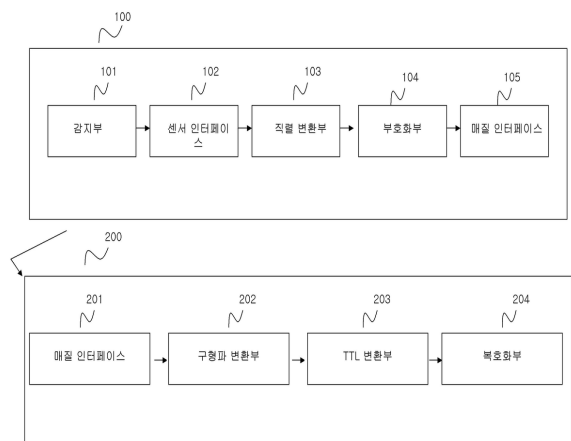 100
101 102 103 104 105
감지부 센서 인터페이
스 직렬 변환부 부호화부 매질 인터페이스
200
201 202 203 204
매질 인터페이스 구형파 변환부 TTL 변환부 복호화부